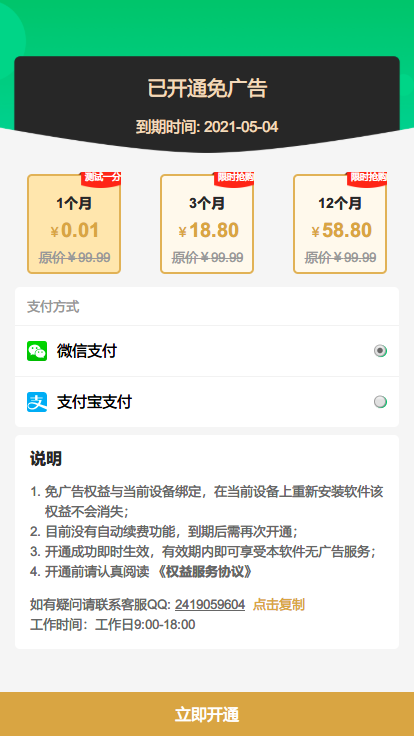 已开通免广告
到期时间: 2021-05-04
测试一分
限时抢购
限时抢购
1个月
3个月
12个月
¥0.01
¥18.80
¥58.80
原价¥99.99
原价¥99.99
原价¥99.99
支付方式
微信支付
支付宝支付
说明
1. 免广告权益与当前设备绑定，在当前设备上重新安装软件该
权益不会消失；
2. 目前没有自动续费功能，到期后需再次开通；
3. 开通成功即时生效，有效期内即可享受本软件无广告服务；
4. 开通前请认真阅读 《权益服务协议》
如有疑问请联系客服QQ: 2419059604 点击复制
工作时间：工作日9:00-18:00
立即开通